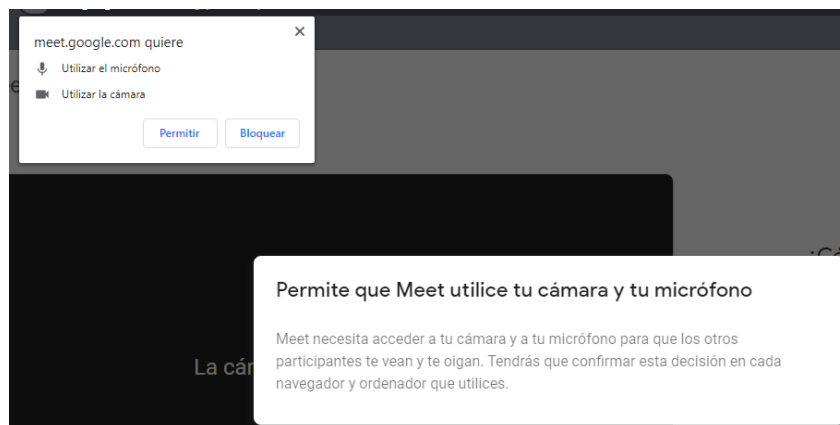 meet.google.com quiere
Utilizar el micrófono
Utilizar la cámara
Permitir
Bloquear
Permite que Meet utilice tu cámara y tu micrófono
Meet necesita acceder a tu cámara y a tu micrófono para que los otros
participantes te vean y te oigan. Tendrás que confirmar esta decisión en cada
navegador y ordenador que utilices.
La cá